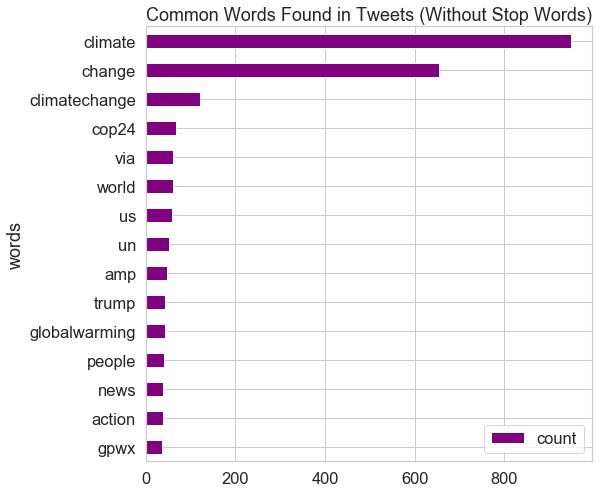 Common Words Found in Tweets (Without Stop Words)
climate
change
climatechange
cop24
via
world
us
un
amp
trump
globalwarming
people
news
action
gpwx
words
count
0 200 400 600 800